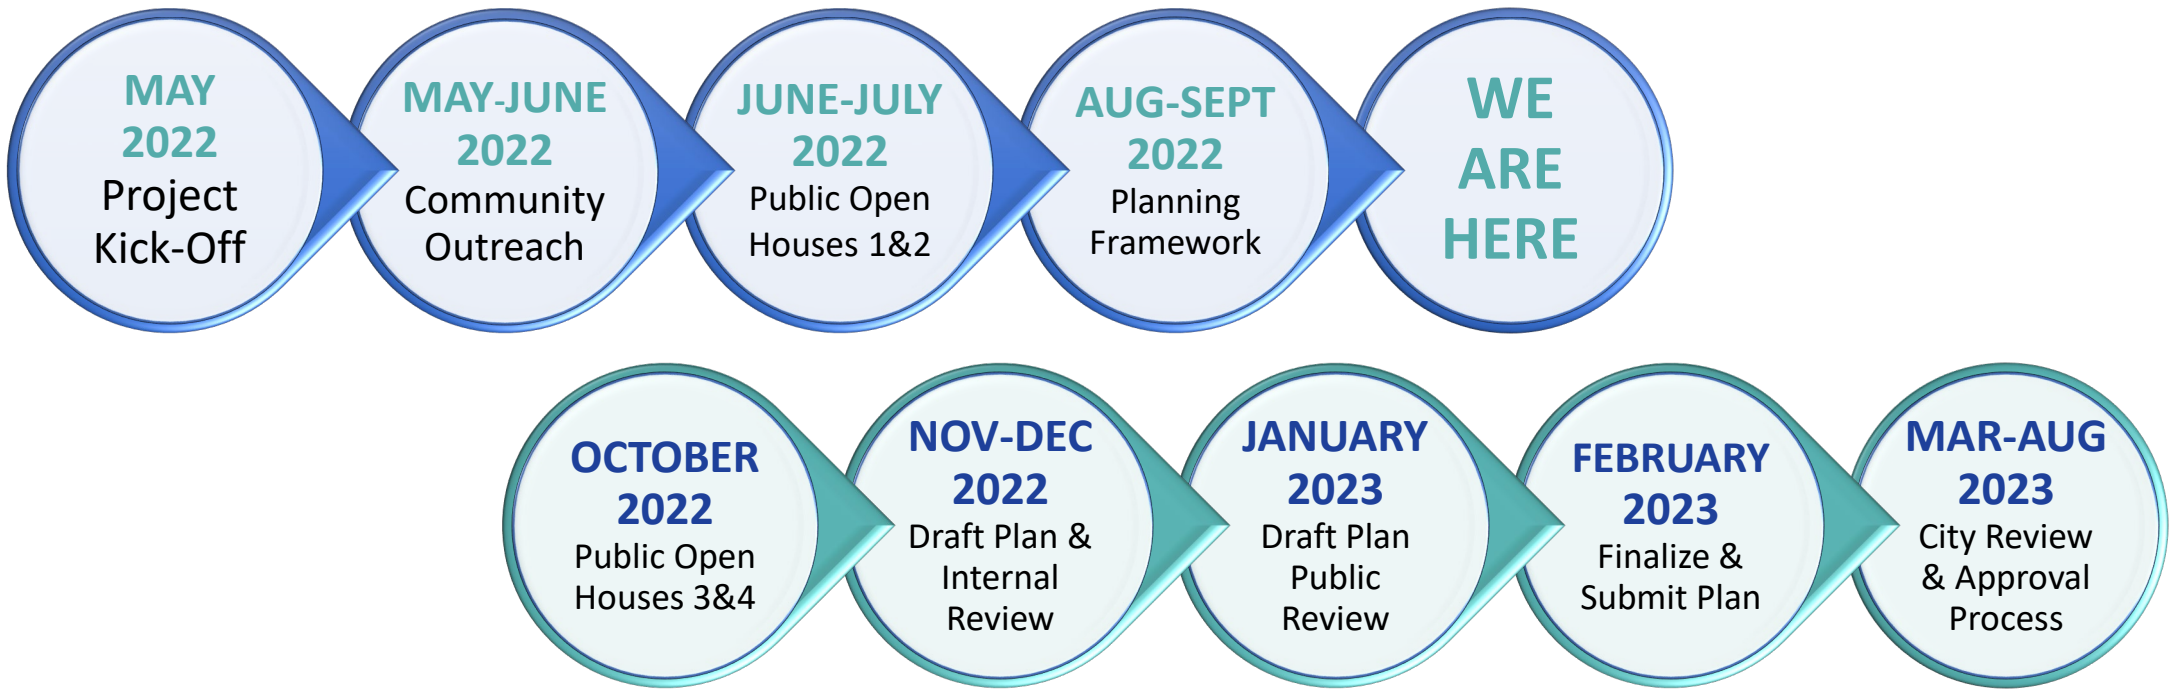 MAY
2022
Project
Kick-Off
MAY-JUNE
2022
Community
Outreach
JUNE-JULY
2022
Public Open
Houses 1&2
AUG-SEPT
2022
Planning
Framework
WE
ARE
HERE
OCTOBER
2022
Public Open
Houses 3&4
NOV-DEC
2022
Draft Plan &
Internal
Review
JANUARY
2023
Draft Plan
Public
Review
FEBRUARY
2023
Finalize &
Submit Plan
MAR-AUG
2023
City Review
& Approval
Process